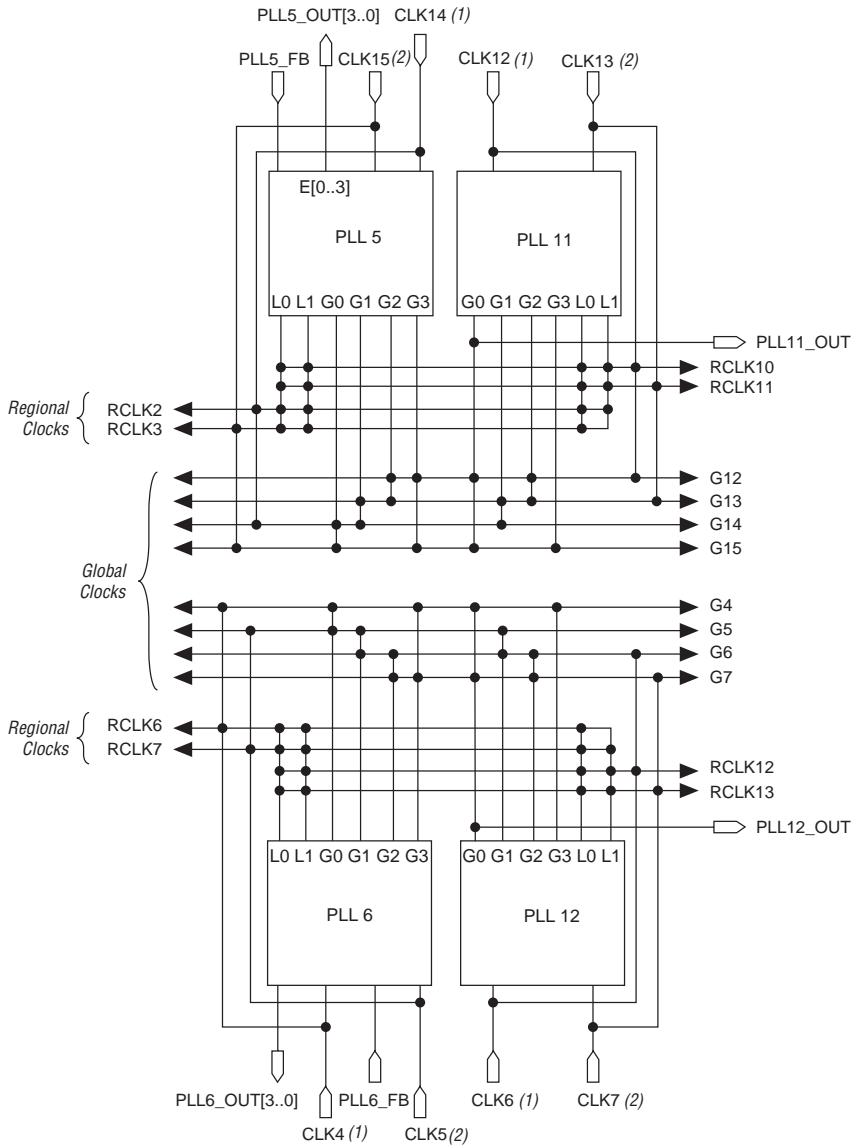 PLL5_OUT[3..0] CLK14 (1)
PLL5_FB CLK15 (2) CLK12 (1) CLK13 (2)
E[0..3]
PLL 5 PLL 11
L0 L1 G0 G1 G2 G3 G0 G1 G2 G3 L0 L1
PLL11_OUT
RCLK10
RCLK11
Regional Clocks
RCLK2
RCLK3
G12
G13
G14
G15
Global Clocks
G4
G5
G6
G7
Regional Clocks
RCLK6
RCLK7
RCLK12
RCLK13
PLL12_OUT
L0 L1 G0 G1 G2 G3 G0 G1 G2 G3 L0 L1
PLL 6 PLL 12
PLL6_OUT[3..0] PLL6_FB CLK6 (1) CLK7 (2)
CLK4 (1) CLK5 (2)